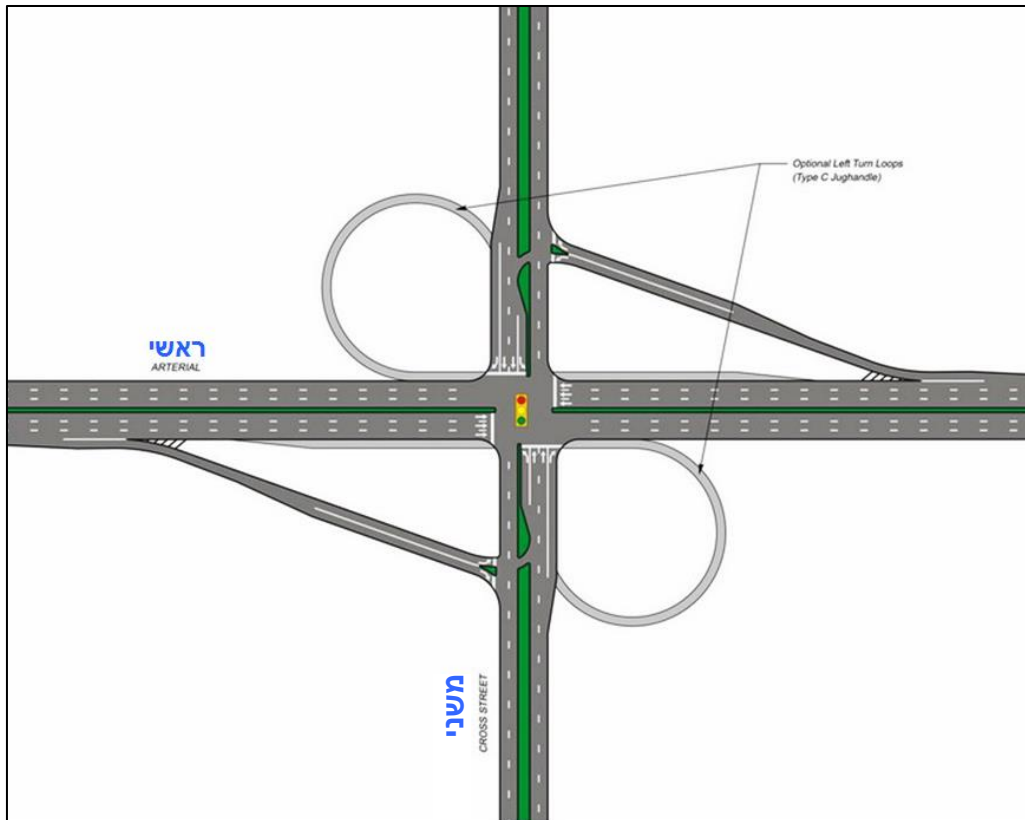 Optional Left Turn Loops
(Type C Jughandle)
ראשי
ARTERIAL
משני
CROSS STREET